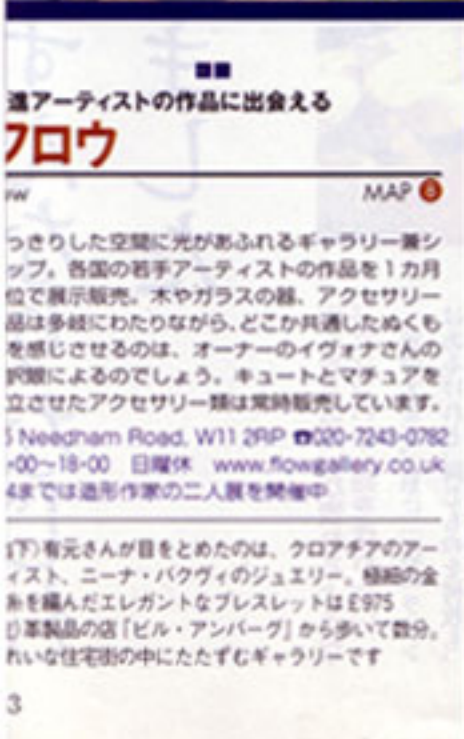 進アーティストの作品に出会える
フロウ
ow MAP 8
っきりした空間に光があふれるギャラリー兼シ
ップ。各国の若手アーティストの作品を1カ月
位で展示販売。木やガラスの器、アクセサリー
品は多岐にわたりながら、どこか共通したぬくも
を感じさせるのは、オーナーのイヴォナさんの
択眼によるのでしょう。キュートとマチュアを
立させたアクセサリー類は常時販売しています。
5 Needham Road, W11 2RP ☎020-7243-0782
・00〜18・00 日曜休 www.flowgallery.co.uk
4までは造形作家の二人展を開催中
下)有元さんが目をとめたのは、クロアチアのアー
ィスト、ニーナ・バクヴィのジュエリー。極細の金
糸を編んだエレガントなブレスレットは£975
)革製品の店「ビル・アンバーグ」から歩いて数分。
れいな住宅街の中にたたずむギャラリーです
3